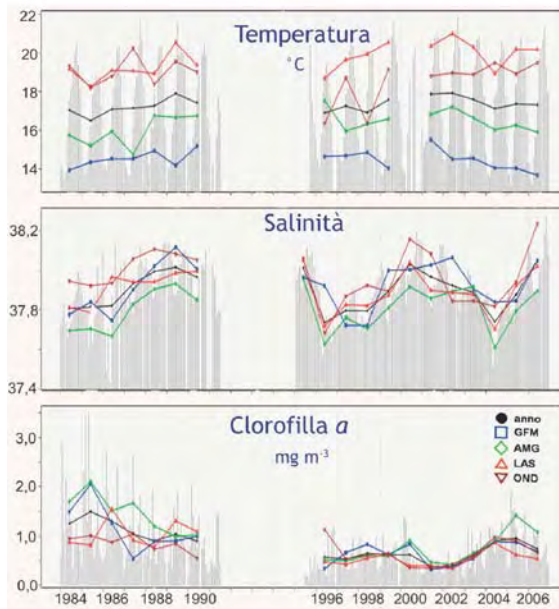 22
Temperatura
20
°C
18
16
14
38,2
Salinità
37,8
37,4
Clorofilla a
3,0
mg m-3
anno
GFM
2,0
AMG
LAS
1,0
OND
0,0
1984 1986 1988 1990 1996 1998 2000 2002 2004 2006